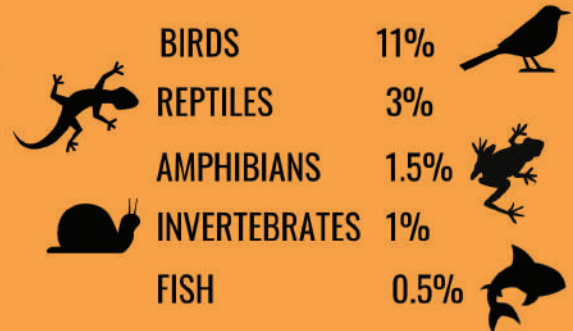 BIRDS 11%
REPTILES 3%
AMPHIBIANS 1.5%
INVERTEBRATES 1%
FISH 0.5%